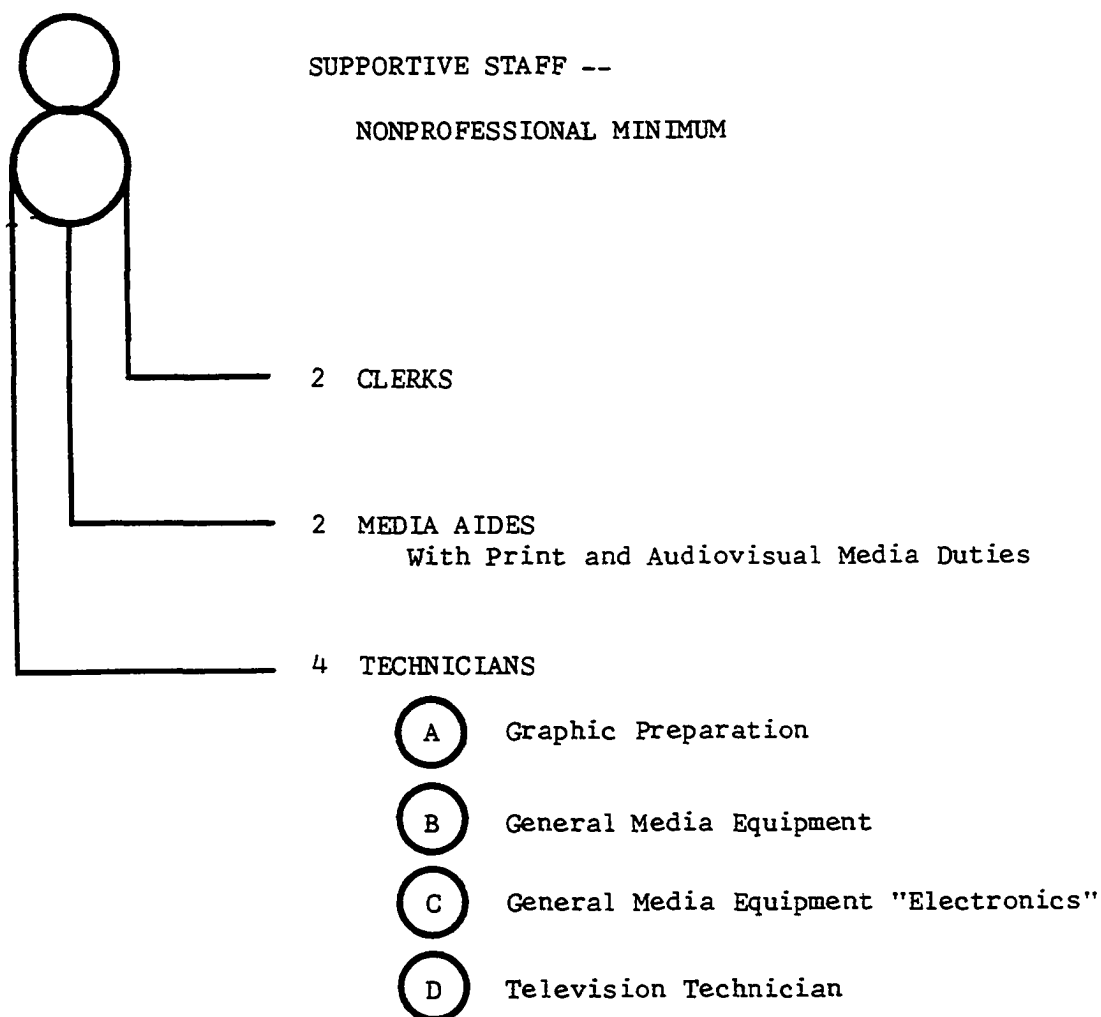 SUPPORTIVE STAFF --
NONPROFESSIONAL MINIMUM
2 CLERKS
2 MEDIA AIDES
With Print and Audiovisual Media Duties
4 TECHNICIANS
A Graphic Preparation
B General Media Equipment
C General Media Equipment "Electronics"
D Television Technician